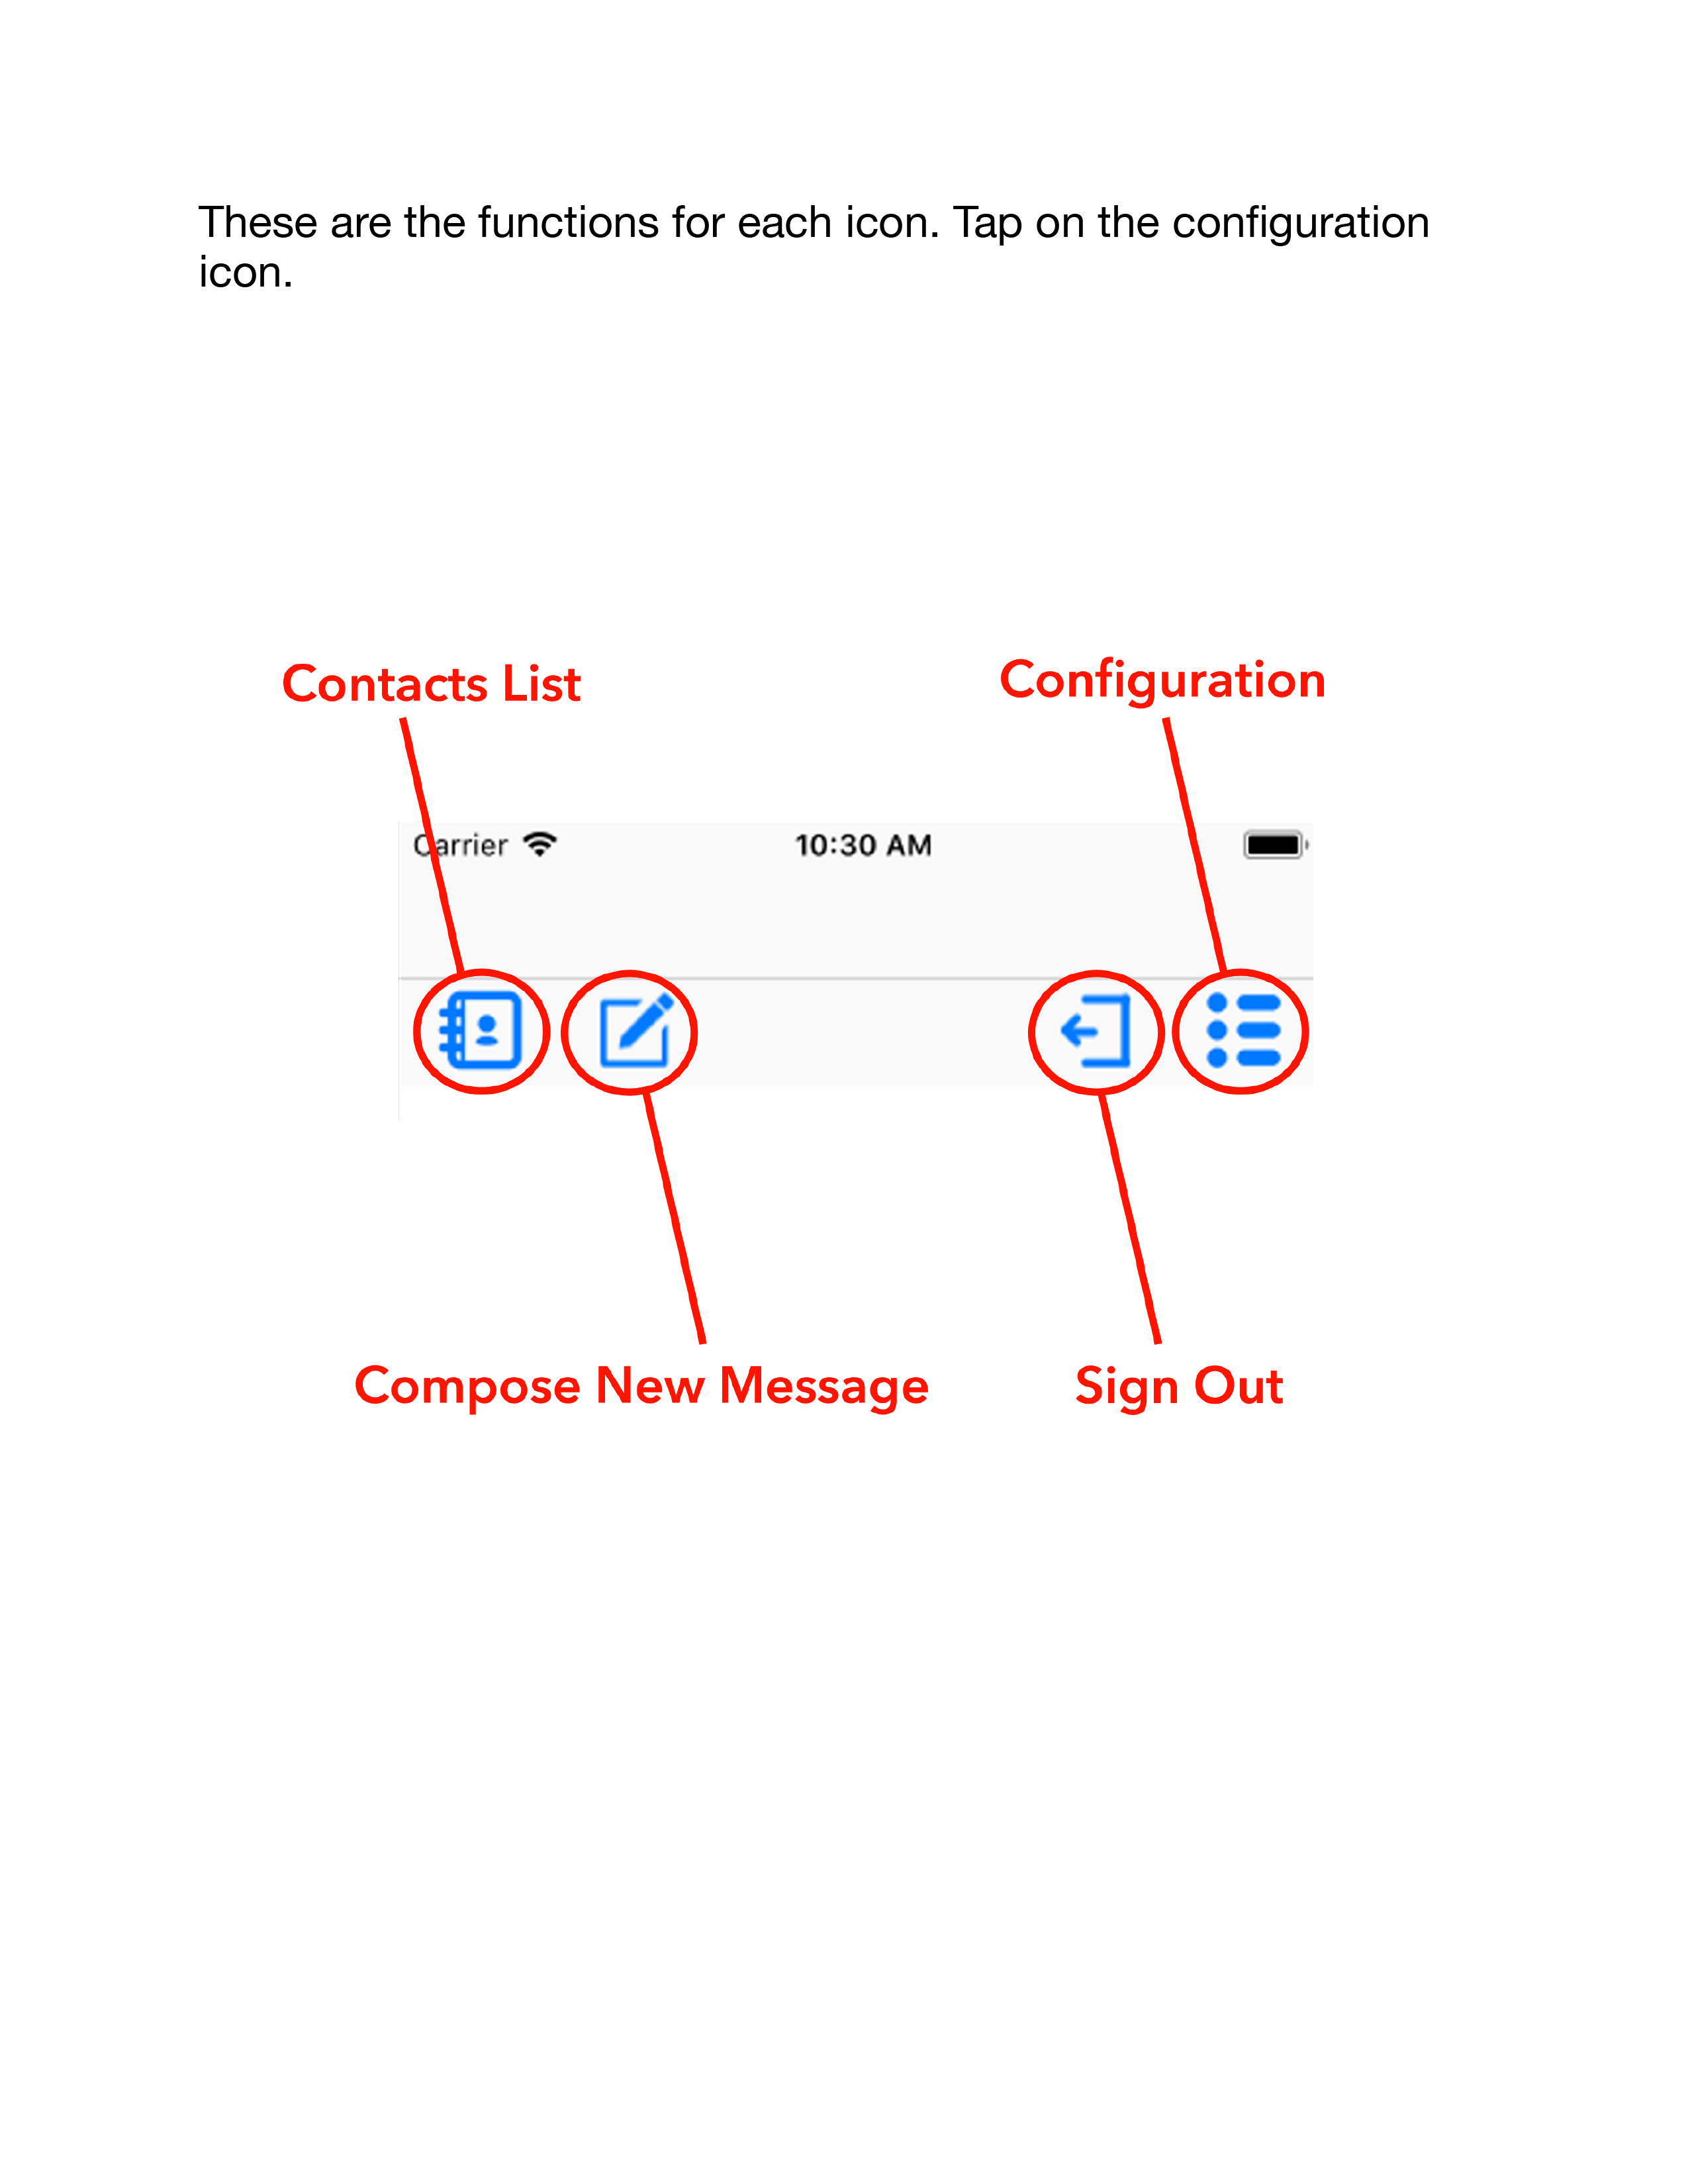 These are the functions for each icon. Tap on the configuration
icon.
Contacts List
Configuration
Carrier
10:30 AM
Compose New Message
Sign Out